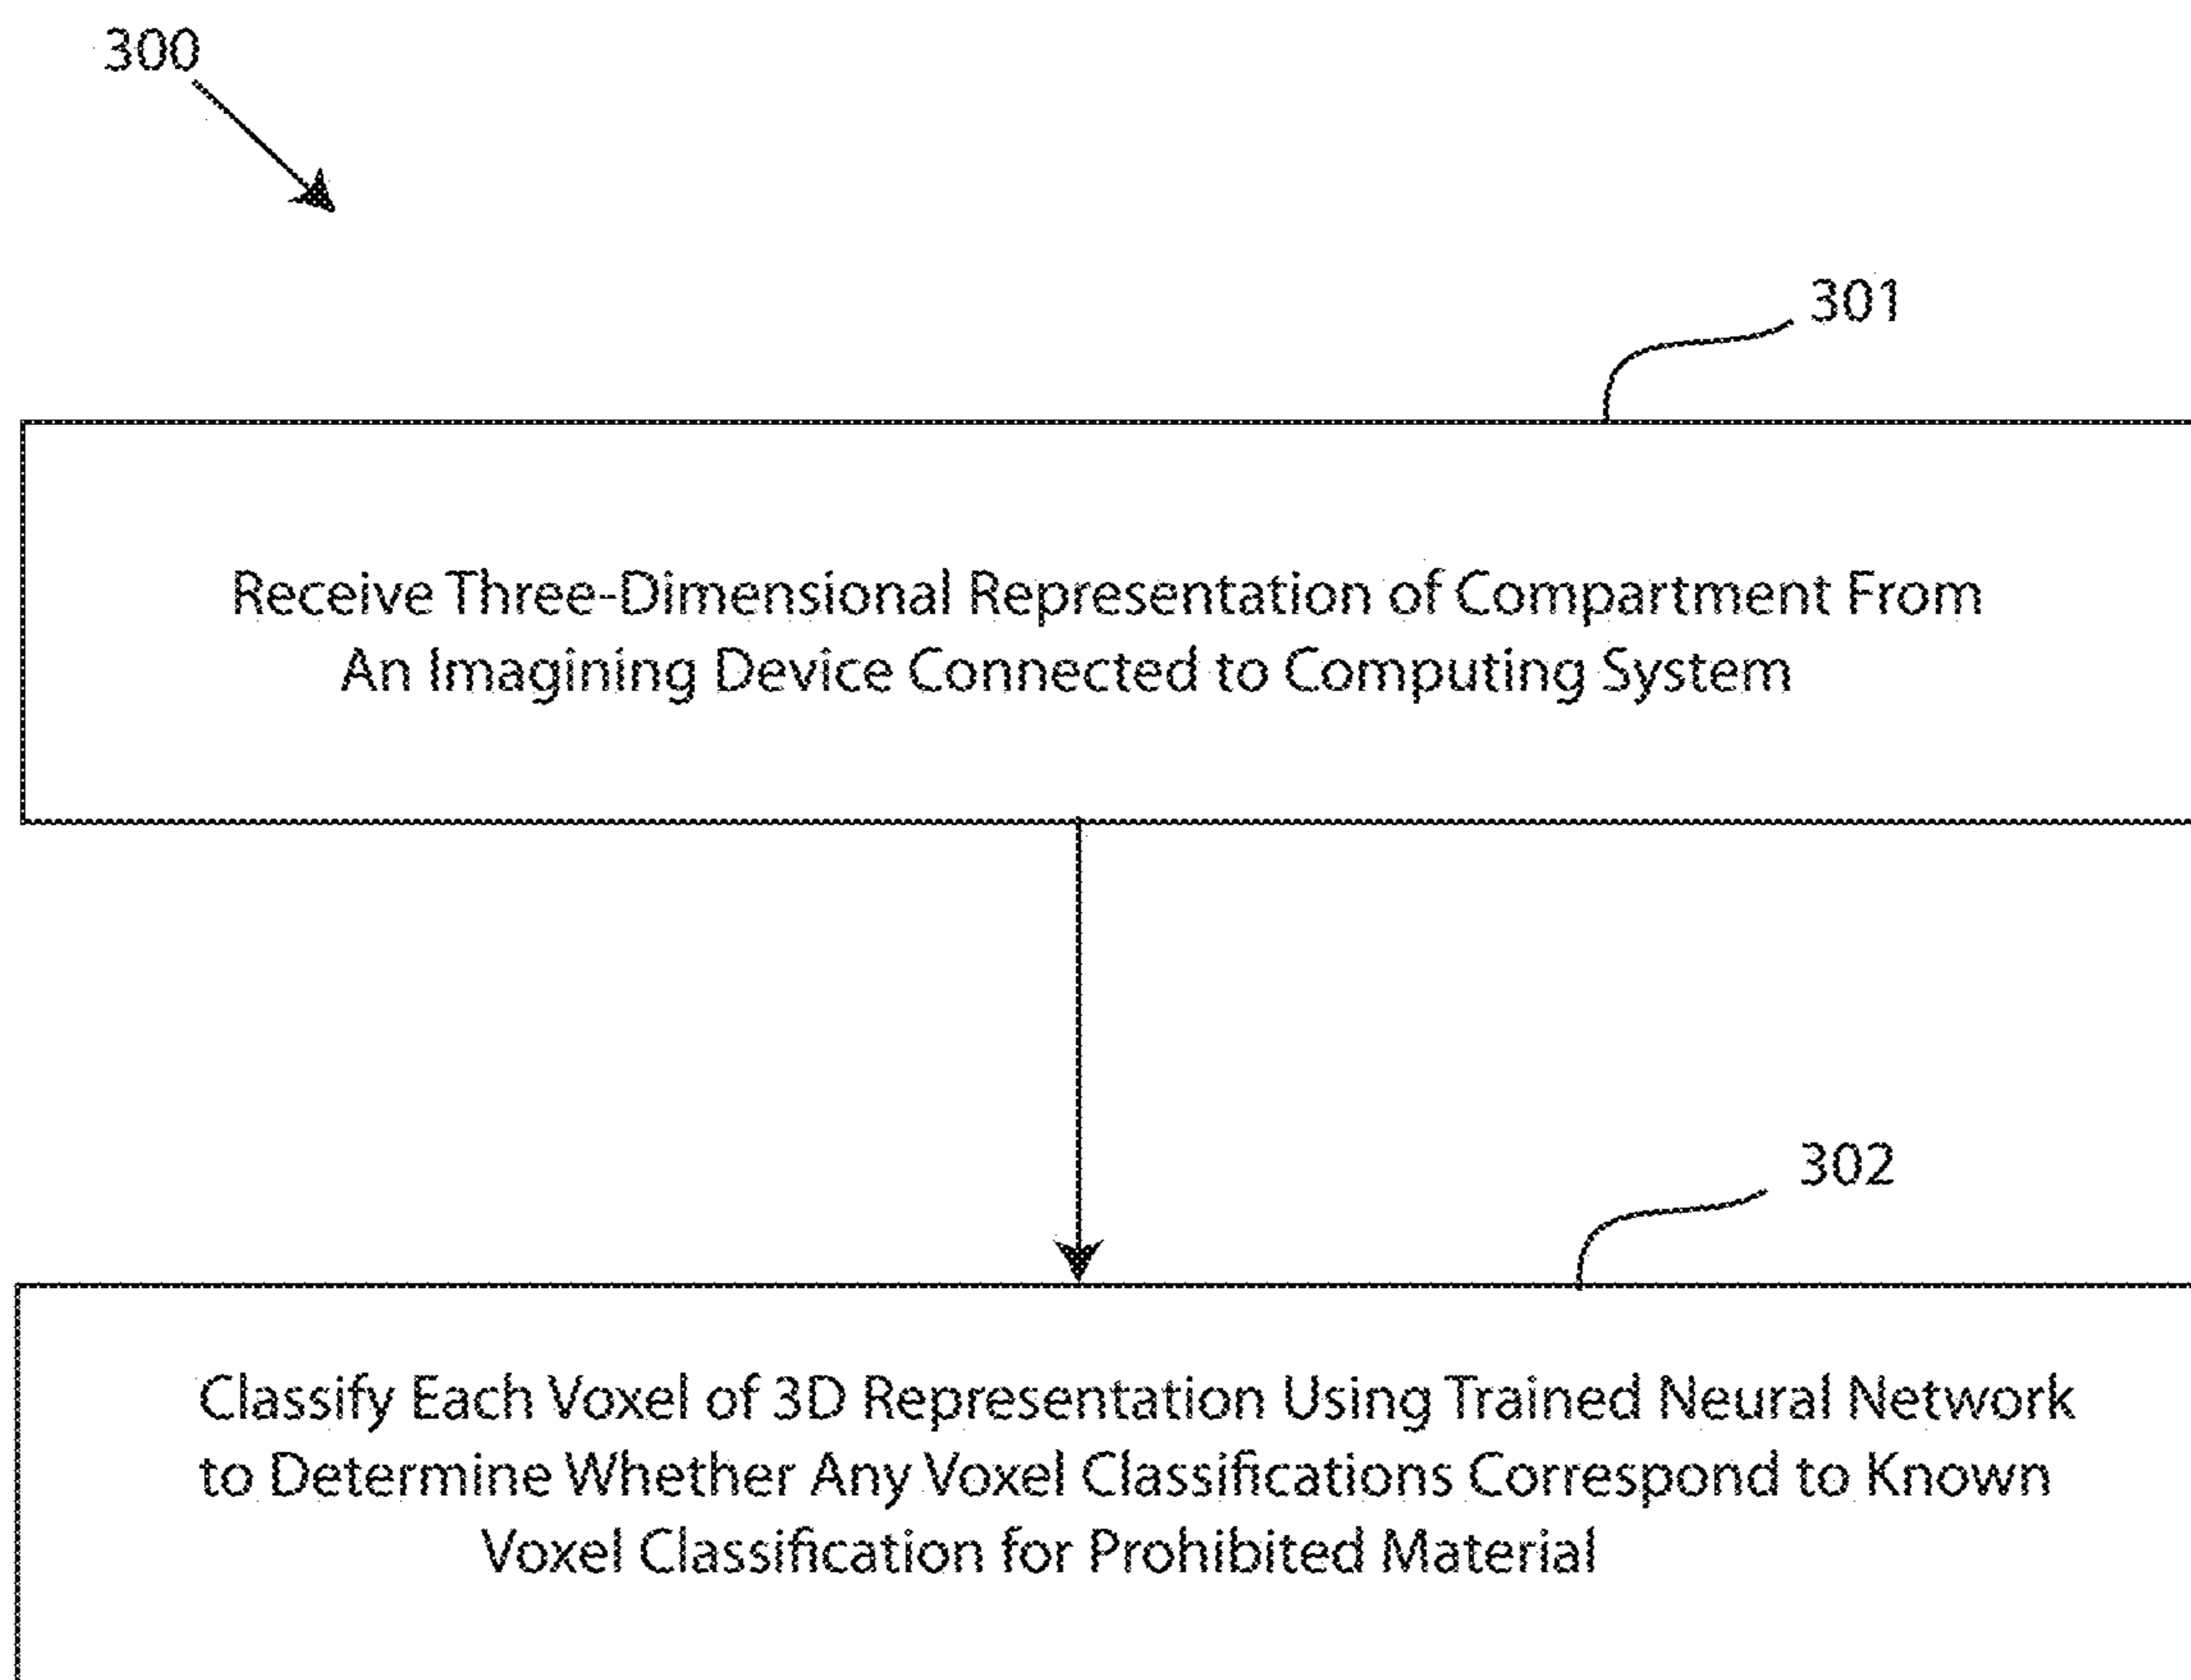 300
301
Receive Three-Dimensional Representation of Compartment From
An Imagining Device Connected to Computing System
302
Classify Each Voxel of 3D Representation Using Trained Neural Network
to Determine Whether Any Voxel Classifications Correspond to Known
Voxel Classification for Prohibited Material